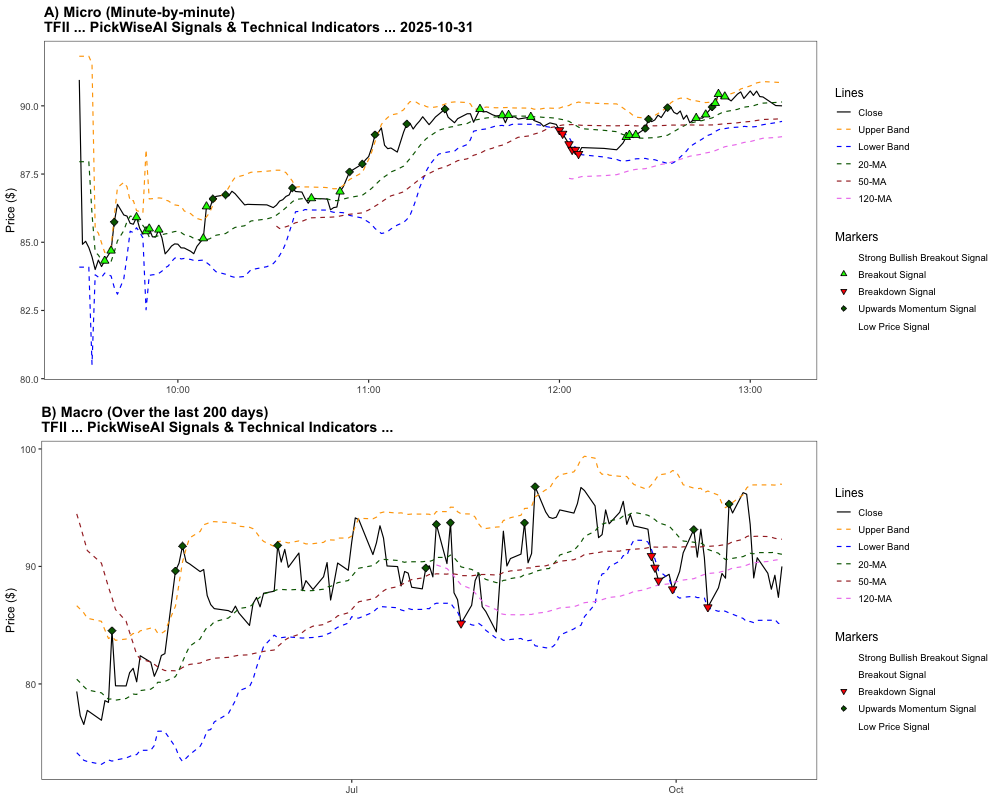 A) Micro (Minute-by-minute)
TFII ... PickWiseAI Signals & Technical Indicators ... 2025-10-31
Price ($)
90.0
87.5
85.0
82.5
80.0
10:00
11:00
12:00
13:00
Lines
Close
Upper Band
Lower Band
20-MA
50-MA
120-MA
Markers
Strong Bullish Breakout Signal
Breakout Signal
Breakdown Signal
Upwards Momentum Signal
Low Price Signal
B) Macro (Over the last 200 days)
TFII ... PickWiseAI Signals & Technical Indicators ...
Price ($)
100
90
80
Jul
Oct
Lines
Close
Upper Band
Lower Band
20-MA
50-MA
120-MA
Markers
Strong Bullish Breakout Signal
Breakout Signal
Breakdown Signal
Upwards Momentum Signal
Low Price Signal